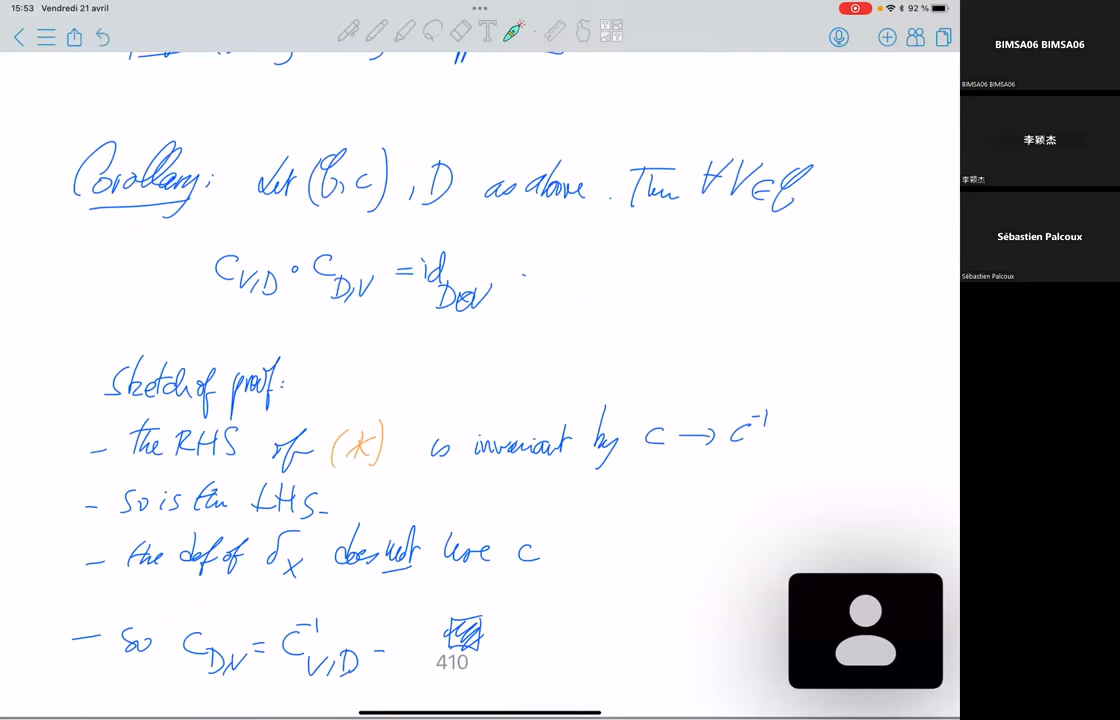 15:53 Vendredi 21 avril
92 %
BIMSA06 BIMSA06
BIMSA06 BIMSA06
李颖杰
李颖杰
Sébastien Palcoux
Sébastien Palcoux
Corollary: Let (𝒞, c), D as above. Then ∀V∈𝒞
c_{V,D} ∘ c_{D,V} = id_{D⊗V}.
Sketch of proof:
- the RHS of (*) is invariant by c → c⁻¹
- So is the LHS.
- the def of δ_X does not use c
- So c_{D,V} = c⁻¹_{V,D} -
410